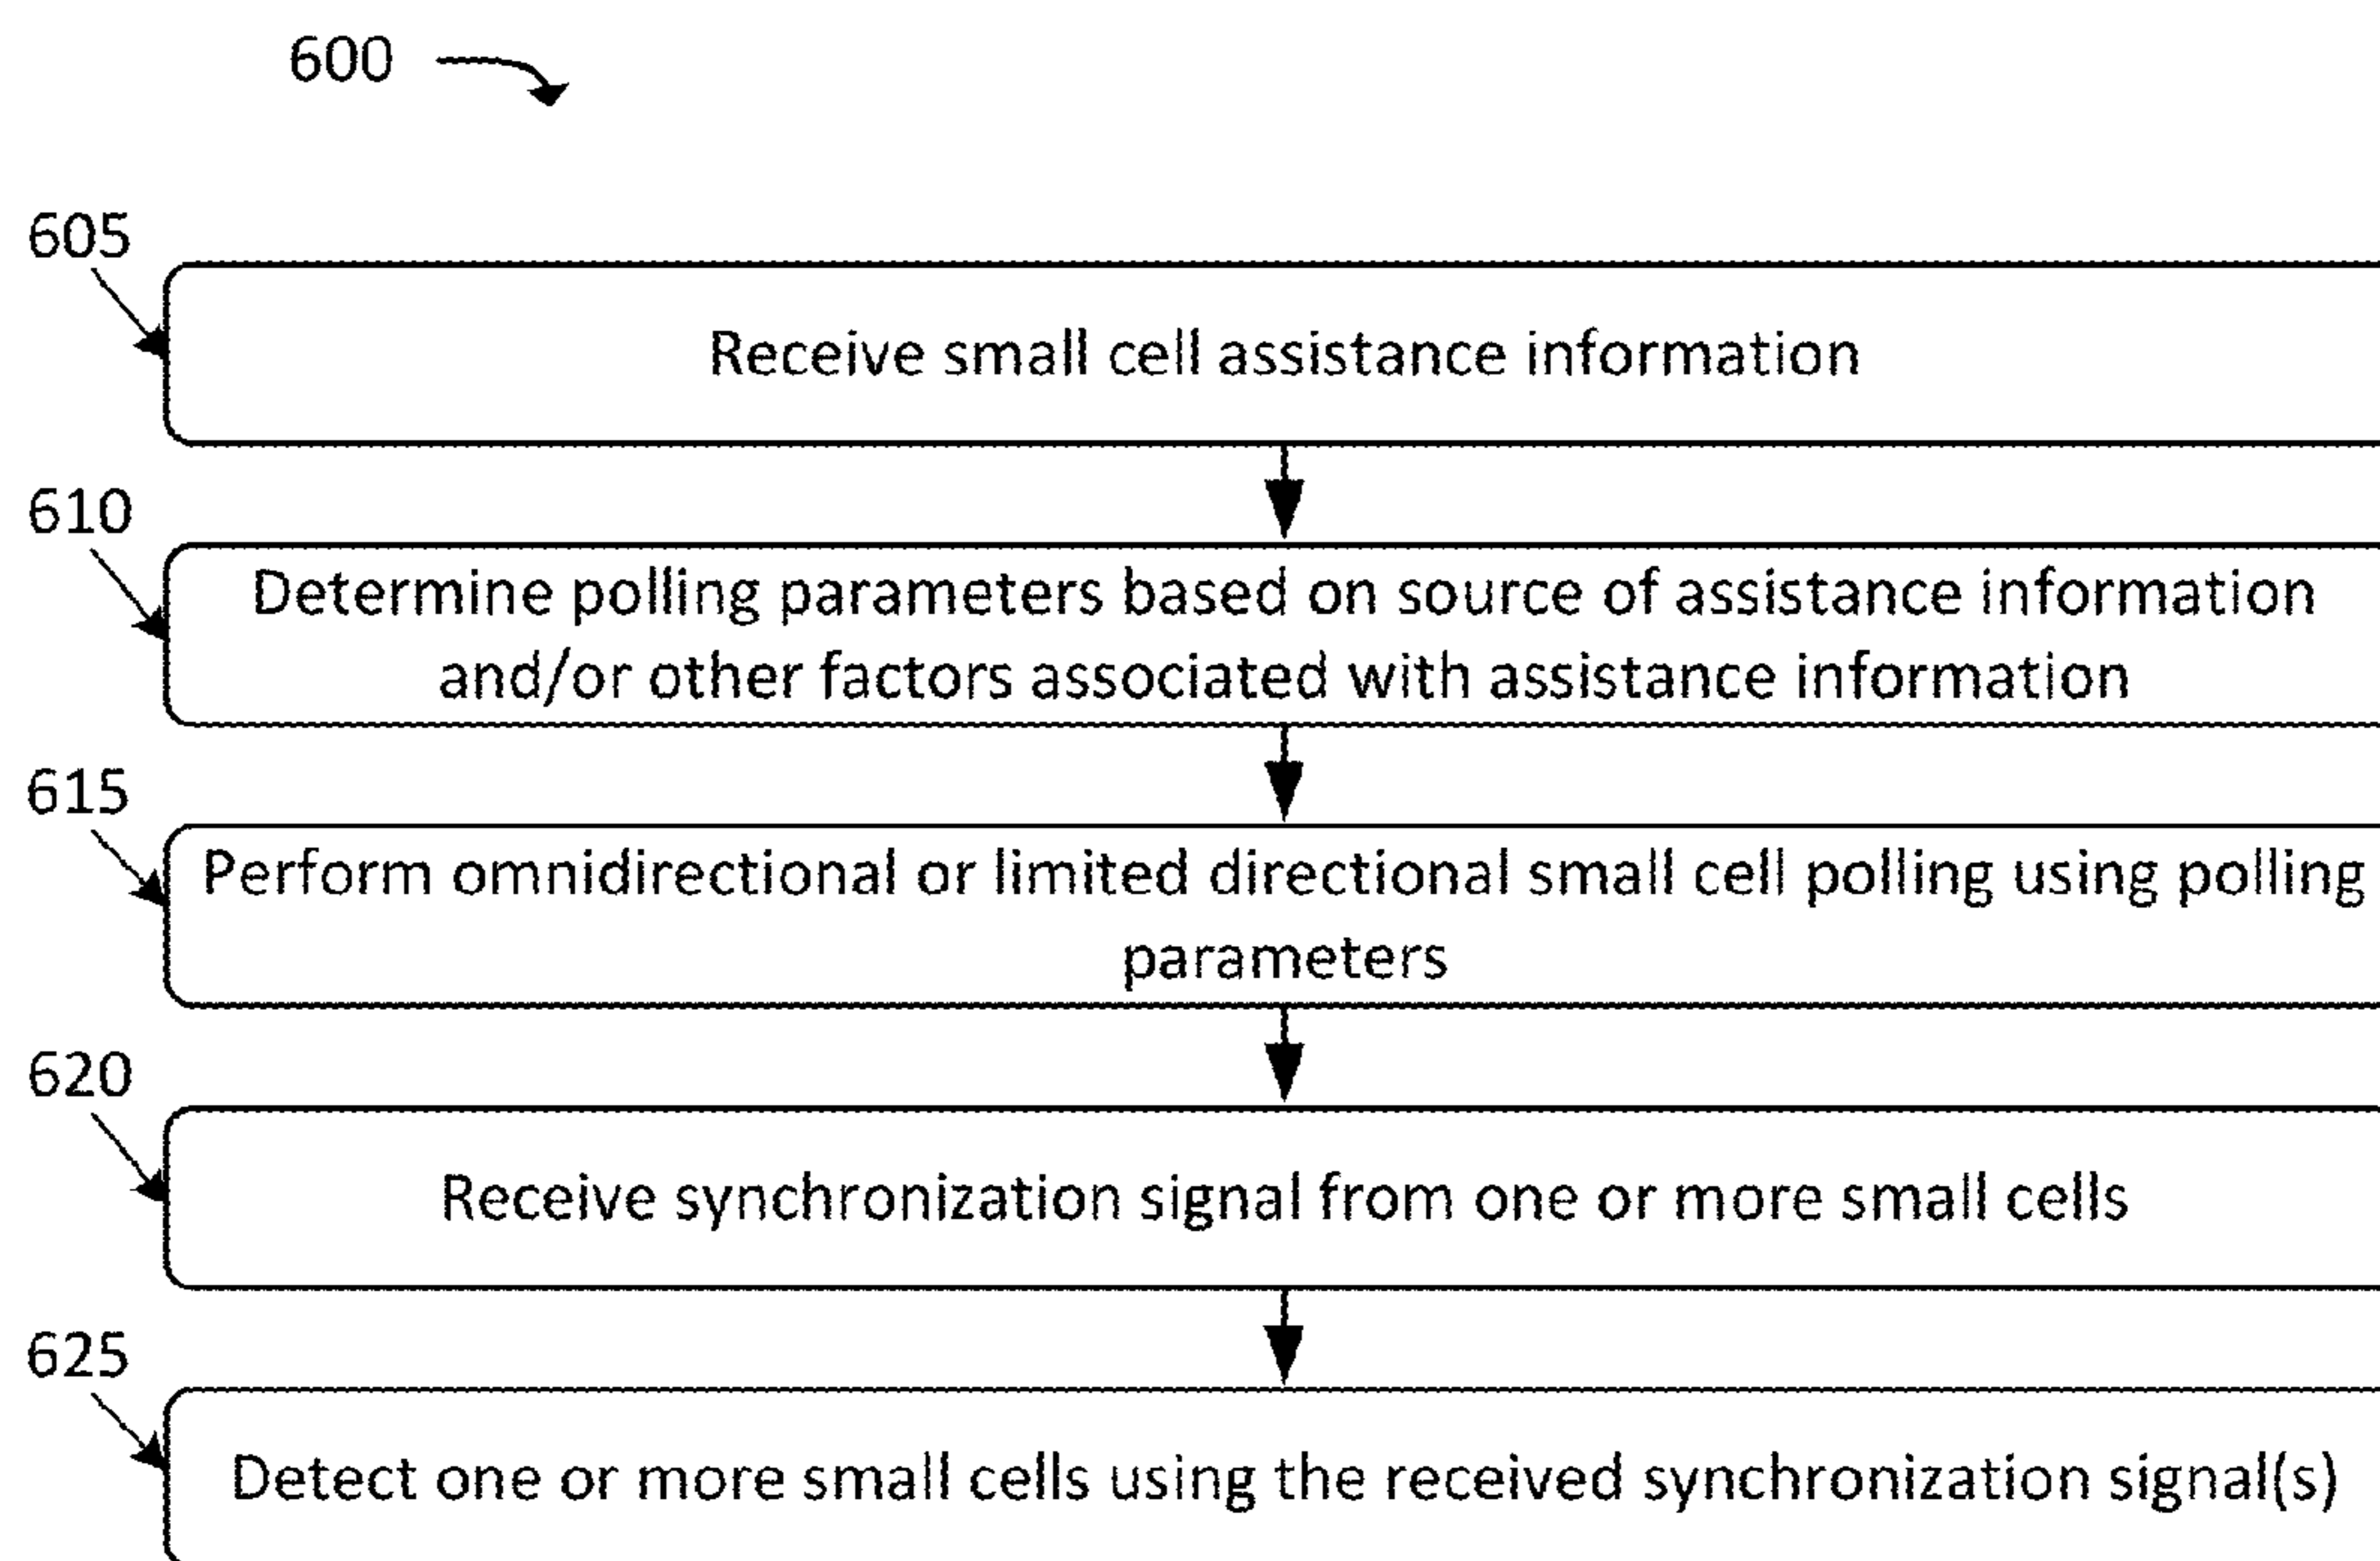 600
605
Receive small cell assistance information
610
Determine polling parameters based on source of assistance information
and/or other factors associated with assistance information
615
Perform omnidirectional or limited directional small cell polling using polling
parameters
620
Receive synchronization signal from one or more small cells
625
Detect one or more small cells using the received synchronization signal(s)